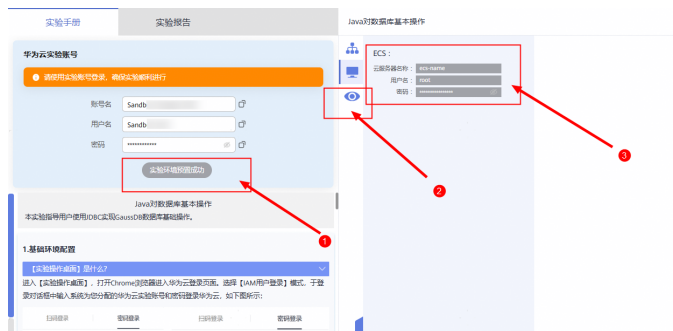 实验手册
实验报告
Java对数据库基本操作
华为云实验账号
请使用实验账号登录，确保实验顺利进行
账号名
Sandb
用户名
Sandb
密码
************
实验环境预置成功
Java对数据库基本操作
本实验指导用户使用JDBC实现GaussDB数据库基础操作。
1.基础环境配置
【实验操作桌面】是什么?
进入【实验操作桌面】，打开Chrome浏览器进入华为云登录页面。选择【IAM用户登录】模式，于登
录对话框中输入系统为您分配的华为云实验账号和密码登录华为云，如下图所示：
扫码登录
密码登录
扫码登录
密码登录
ECS：
云服务器名称：
ecs-name
用户名：
root
密码：
***************
1
2
3